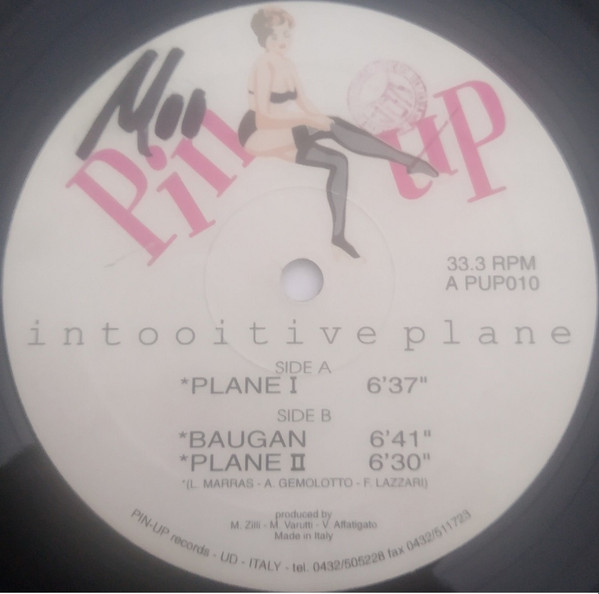 Moo
Pin up
33.3 RPM
A PUP010
intooitive plane
SIDE A
*PLANE I 6'37"
SIDE B
*BAUGAN 6'41"
*PLANE II 6'30"
*(L. MARRAS - A. GEMOLOTTO - F. LAZZARI)
produced by
M. Zilli - M. Varutti - V. Affatigato
Made in Italy
PIN-UP records - UD - ITALY - tel. 0432/505228 fax 0432/511723